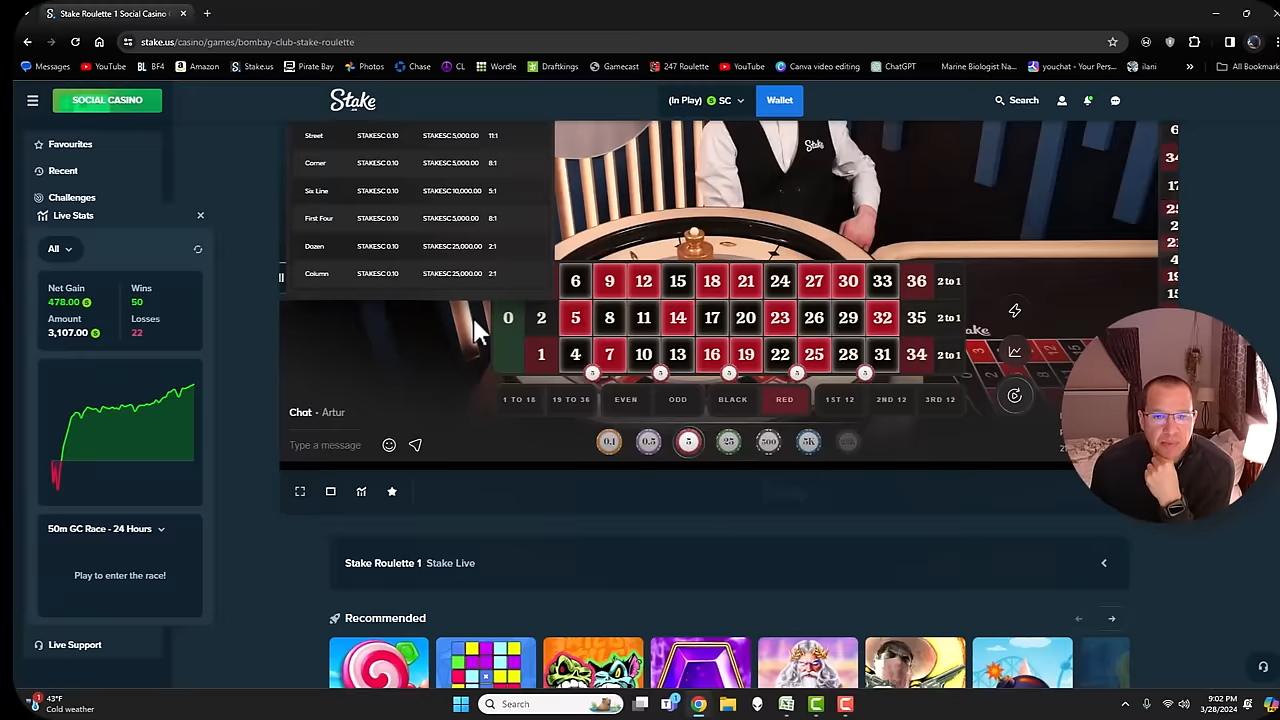 Stake Roulette 1 Social Casino
stake.us/casino/games/bombay-club-stake-roulette
Messages YouTube BF4 Amazon Stake.us Pirate Bay Photos Chase CL Wordle Draftkings Gamecast 247 Roulette YouTube Canva video editing ChatGPT Marine Biologist Na... youchat - Your Pers... ilani » All Bookmark
SOCIAL CASINO
Stake
(In Play) SC
Wallet
Search
Favourites
Recent
Challenges
Live Stats
All
Net Gain Wins
478.00 50
Amount Losses
3,107.00 22
50m GC Race - 24 Hours
Play to enter the race!
Live Support
Street STAKESC 0.10 STAKESC 5,000.00 11:1
Corner STAKESC 0.10 STAKESC 5,000.00 8:1
Six Line STAKESC 0.10 STAKESC 10,000.00 5:1
First Four STAKESC 0.10 STAKESC 5,000.00 8:1
Dozen STAKESC 0.10 STAKESC 25,000.00 2:1
Column STAKESC 0.10 STAKESC 25,000.00 2:1
Stake
6 9 12 15 18 21 24 27 30 33 36 2 to 1
0 2 5 8 11 14 17 20 23 26 29 32 35 2 to 1
1 4 7 10 13 16 19 22 25 28 31 34 2 to 1
5 5 5 5 5
1 TO 18 19 TO 36 EVEN ODD BLACK RED 1ST 12 2ND 12 3RD 12
0.1 0.5 5 25 500 5K
Chat - Artur
Type a message
Stake Roulette 1 Stake Live
Recommended
43°F
Cold weather
Search
9:02 PM
3/28/2024